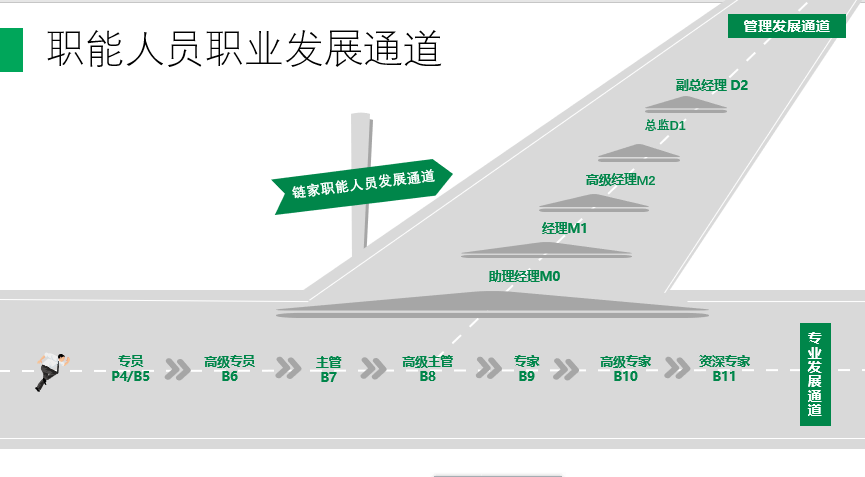 职能人员职业发展通道
管理发展通道
副总经理 D2
总监D1
高级经理M2
经理M1
助理经理M0
链家职能人员发展通道
专员
P4/B5
高级专员
B6
主管
B7
高级主管
B8
专家
B9
高级专家
B10
资深专家
B11
专业发展通道